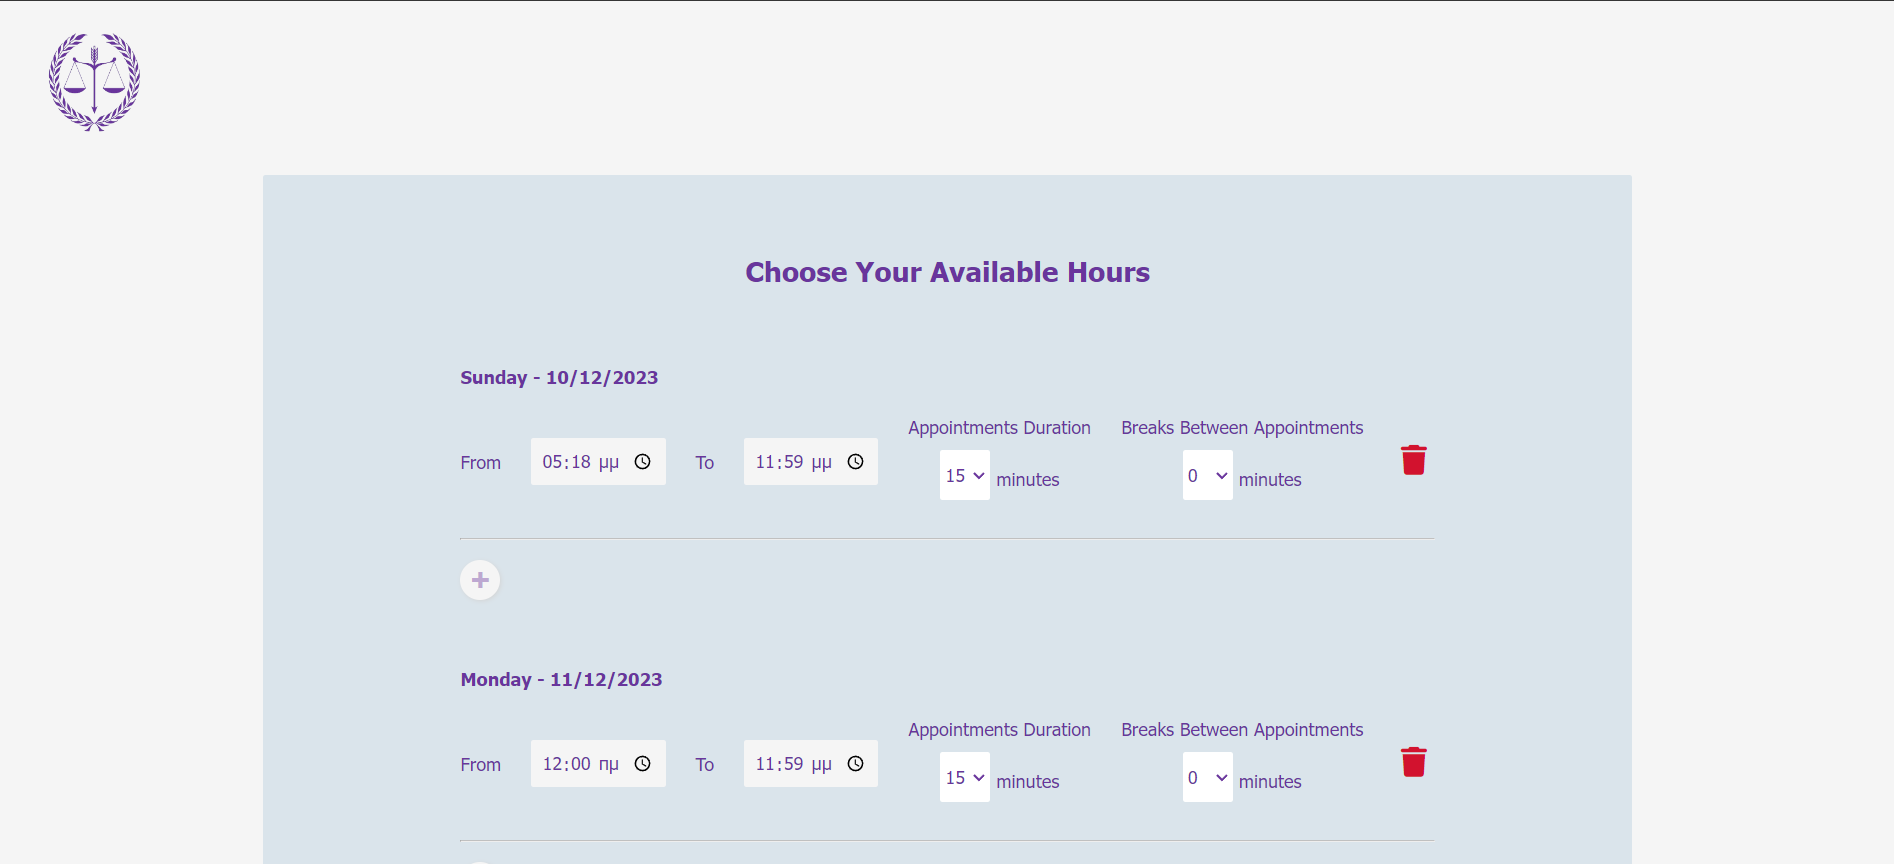 Choose Your Available Hours
Sunday - 10/12/2023
Appointments Duration
Breaks Between Appointments
From 05:18 μμ To 11:59 μμ 15 minutes 0 minutes
Monday - 11/12/2023
Appointments Duration
Breaks Between Appointments
From 12:00 πμ To 11:59 μμ 15 minutes 0 minutes